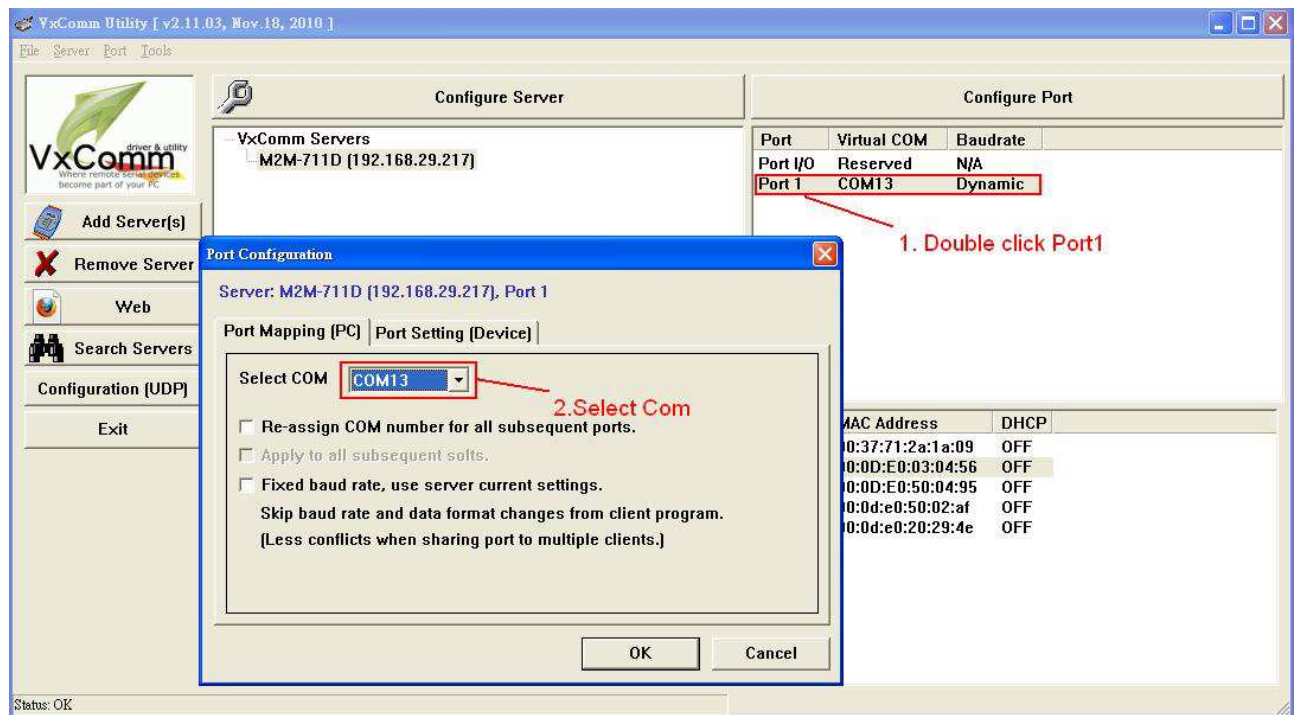 VxComm Utility [ v2.11.03, Nov.18, 2010 ]
File Server Port Tools
driver & utility
VxComm
Where remote serial devices
become part of your PC
Add Server(s)
Remove Server
Web
Search Servers
Configuration (UDP)
Exit
Configure Server
VxComm Servers
M2M-711D (192.168.29.217)
Configure Port
Port Virtual COM Baudrate
Port I/O Reserved N/A
Port 1 COM13 Dynamic
1. Double click Port1
Port Configuration
Server: M2M-711D (192.168.29.217), Port 1
Port Mapping (PC) Port Setting (Device)
Select COM COM13
2.Select Com
Re-assign COM number for all subsequent ports.
Apply to all subsequent solts.
Fixed baud rate, use server current settings.
Skip baud rate and data format changes from client program.
(Less conflicts when sharing port to multiple clients.)
OK Cancel
MAC Address DHCP
0:37:71:2a:1a:09 OFF
0:0D:E0:03:04:56 OFF
0:0D:E0:50:04:95 OFF
0:0d:e0:50:02:af OFF
0:0d:e0:20:29:4e OFF
Status: OK